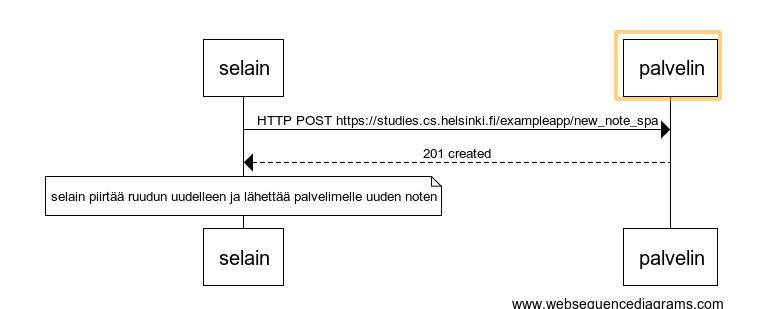 selain
palvelin
HTTP POST https://studies.cs.helsinki.fi/exampleapp/new_note_spa
201 created
selain piirtää ruudun uudelleen ja lähettää palvelimelle uuden noten
selain
palvelin
www.websequencediagrams.com